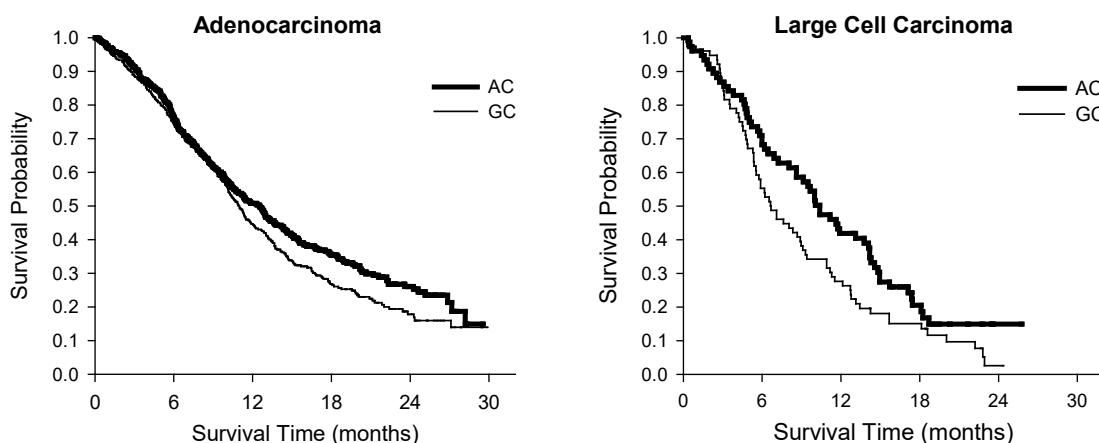 Adenocarcinoma
Survival Probability
1.0
0.9
0.8
0.7
0.6
0.5
0.4
0.3
0.2
0.1
0.0
AC
GC
0 6 12 18 24 30
Survival Time (months)
Large Cell Carcinoma
Survival Probability
1.0
0.9
0.8
0.7
0.6
0.5
0.4
0.3
0.2
0.1
0.0
AC
GC
0 6 12 18 24 30
Survival Time (months)